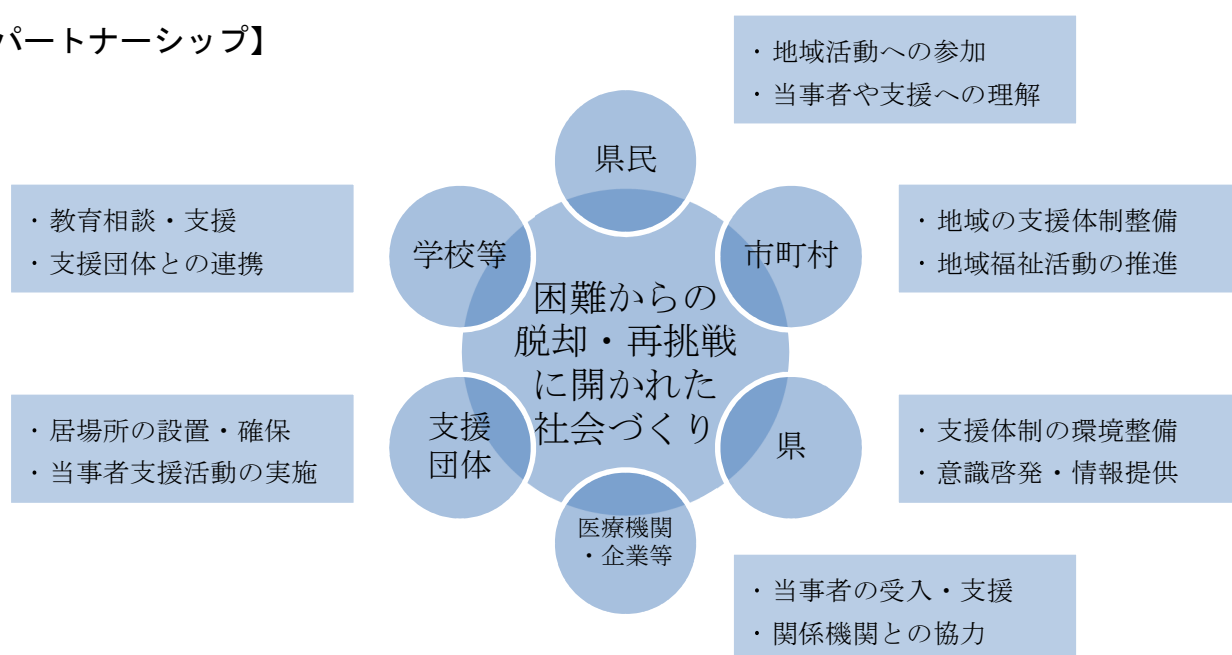 パートナーシップ】
・地域活動への参加
・当事者や支援への理解
県民
・教育相談・支援
・支援団体との連携
学校等
市町村
・地域の支援体制整備
・地域福祉活動の推進
困難からの
脱却・再挑戦
に開かれた
社会づくり
・居場所の設置・確保
・当事者支援活動の実施
支援
団体
県
・支援体制の環境整備
・意識啓発・情報提供
医療機関
・企業等
・当事者の受入・支援
・関係機関との協力